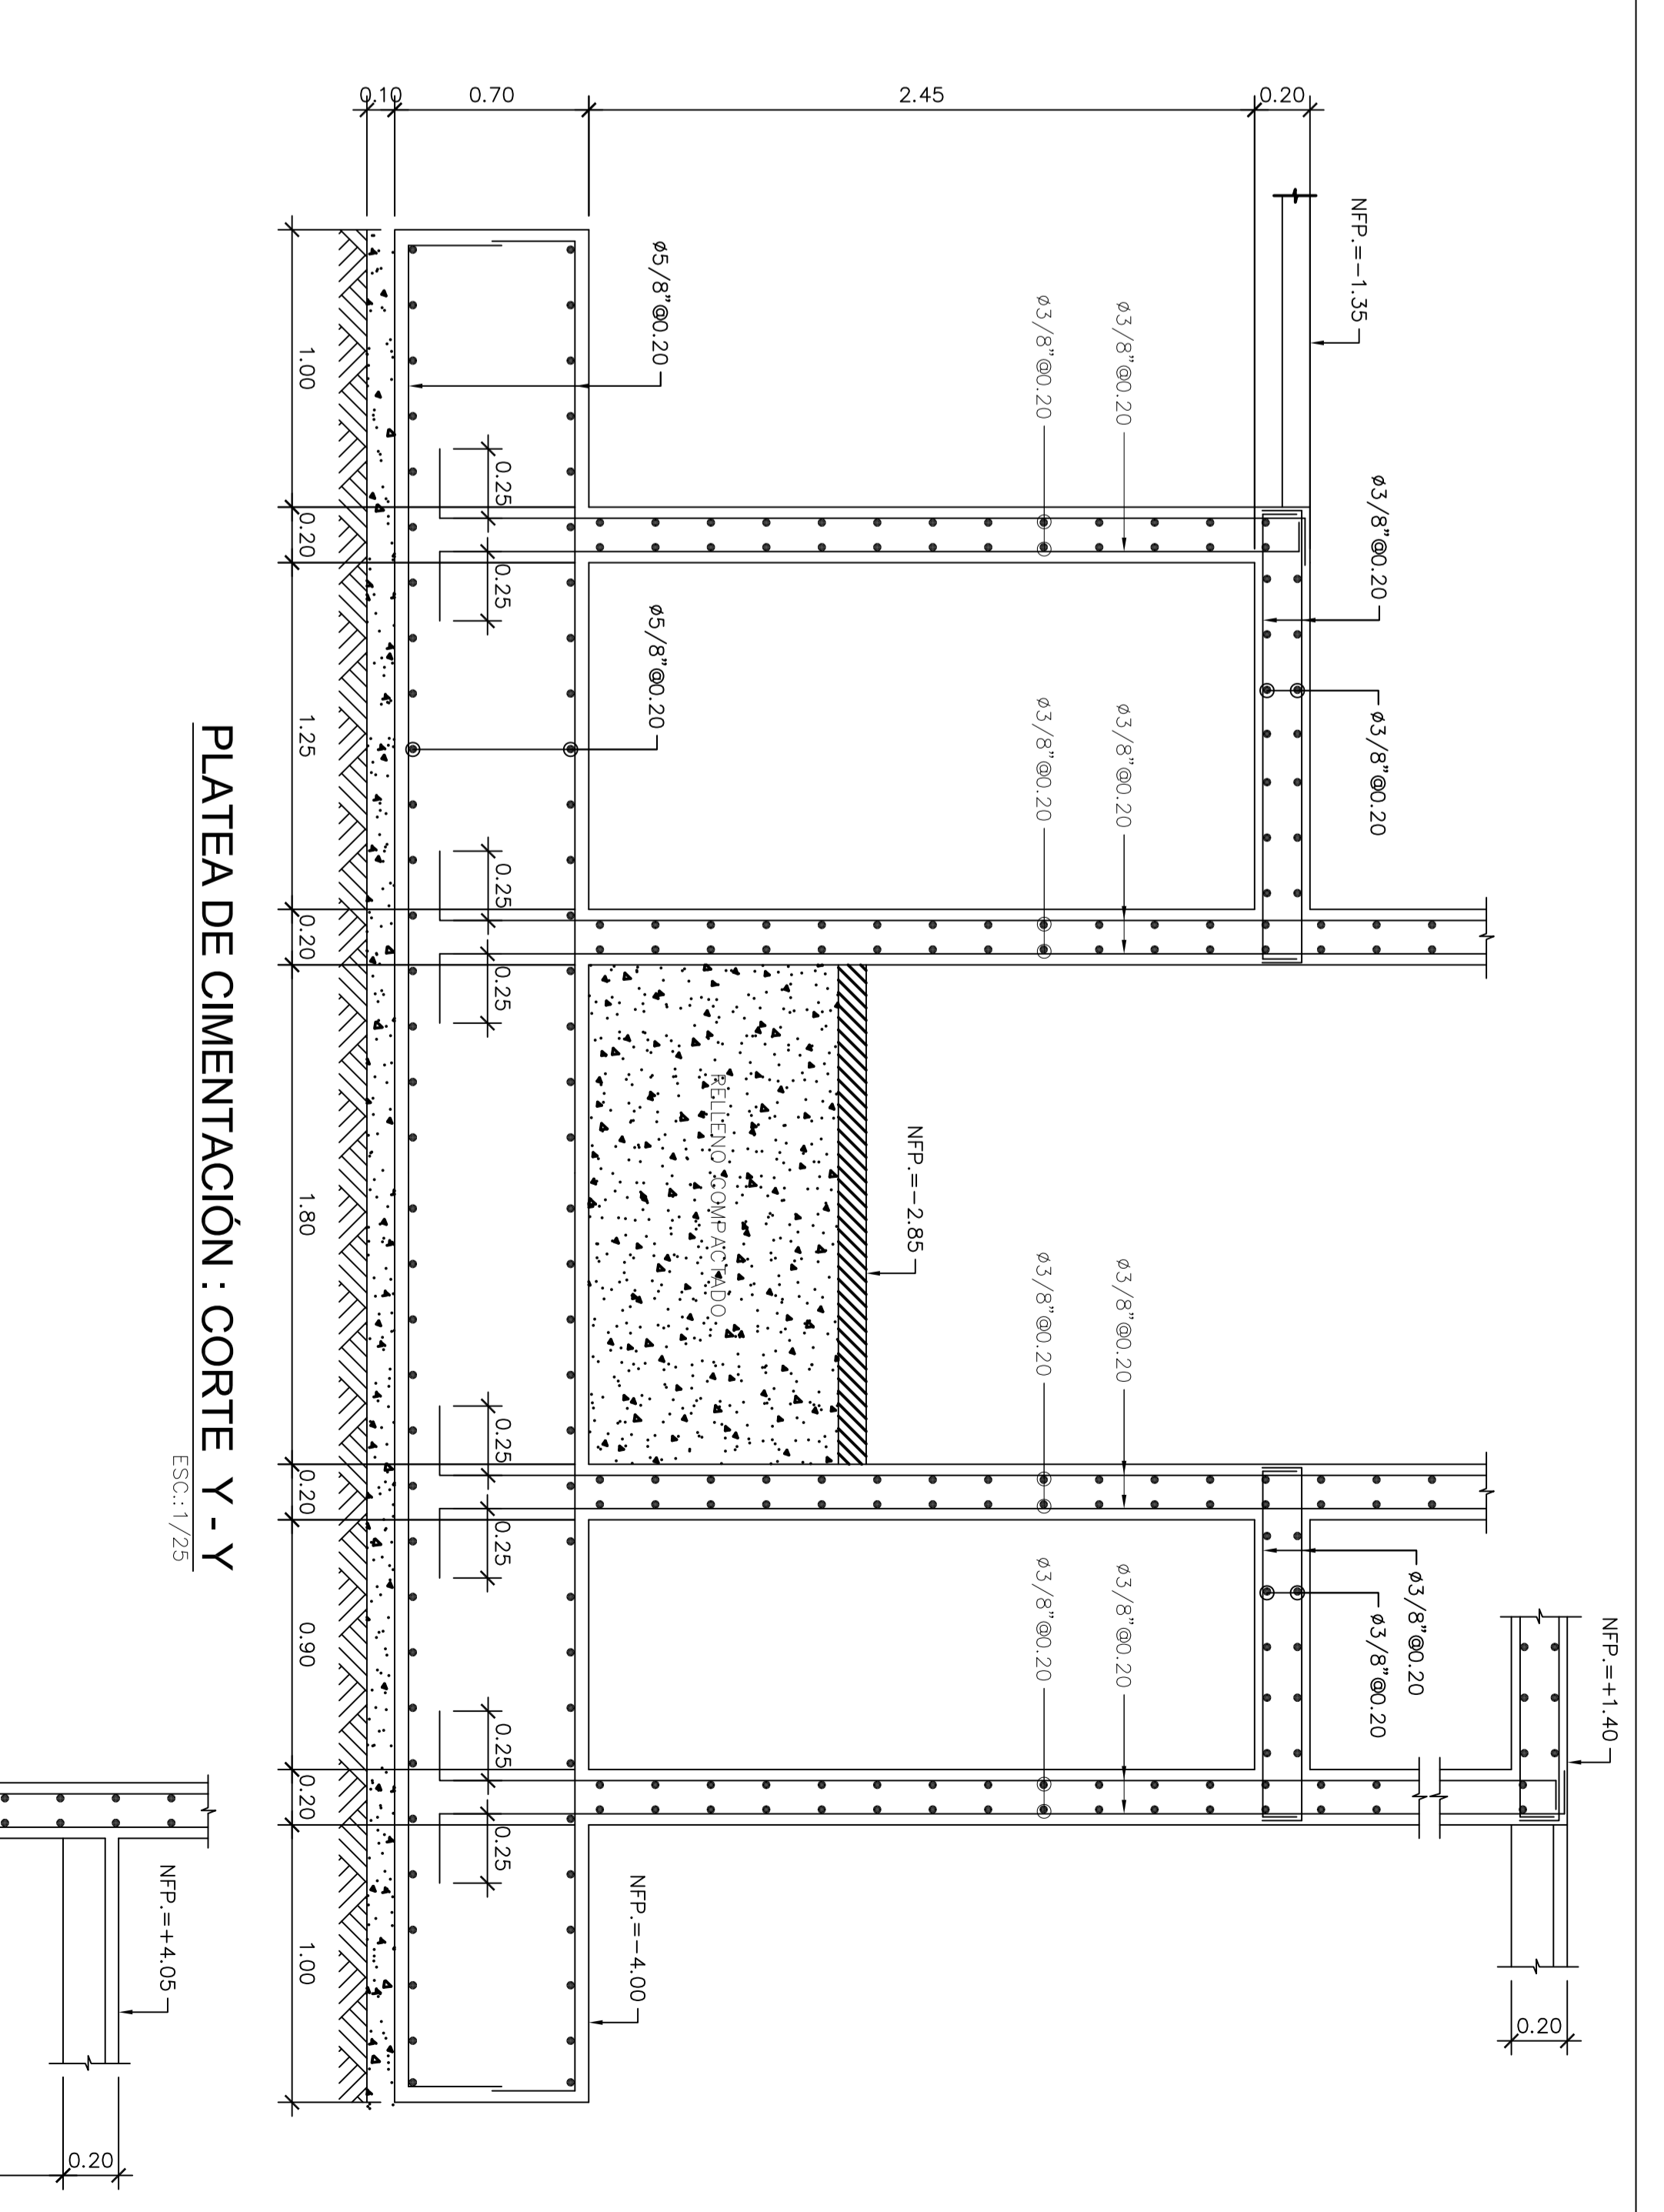 NFP.=+1.40
0.20
ø3/8"@0.20
ø3/8"@0.20
ø3/8"@0.20
ø3/8"@0.20
NFP.=-1.35
0.20
ø3/8"@0.20
ø3/8"@0.20
ø3/8"@0.20
ø3/8"@0.20
ø3/8"@0.20
ø3/8"@0.20
ø3/8"@0.20
ø3/8"@0.20
2.45
NFP.=-2.85
RELLENO COMPACTADO
ø5/8"@0.20
ø5/8"@0.20
NFP.=-4.00
0.70
0.25
0.25
0.25
0.25
0.25
0.25
0.25
0.25
0.10
1.00
0.20
1.25
0.20
1.80
0.20
0.90
0.20
1.00
PLATEA DE CIMENTACIÓN : CORTE Y - Y
ESC.: 1/25
NFP.=+4.05
0.20